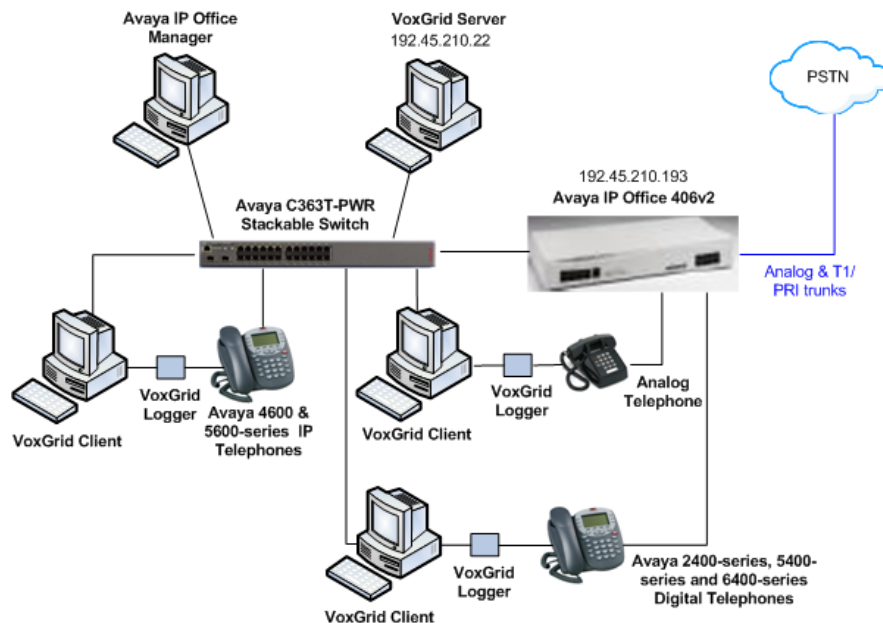 Avaya IP Office
Manager
VoxGrid Server
192.45.210.22
PSTN
192.45.210.193
Avaya IP Office 406v2
Avaya C363T-PWR
Stackable Switch
Analog & T1/
PRI trunks
VoxGrid
Logger
VoxGrid Client
Avaya 4600 &
5600-series IP
Telephones
VoxGrid
Logger
Analog
Telephone
VoxGrid Client
VoxGrid
Logger
VoxGrid Client
Avaya 2400-series, 5400-
series and 6400-series
Digital Telephones